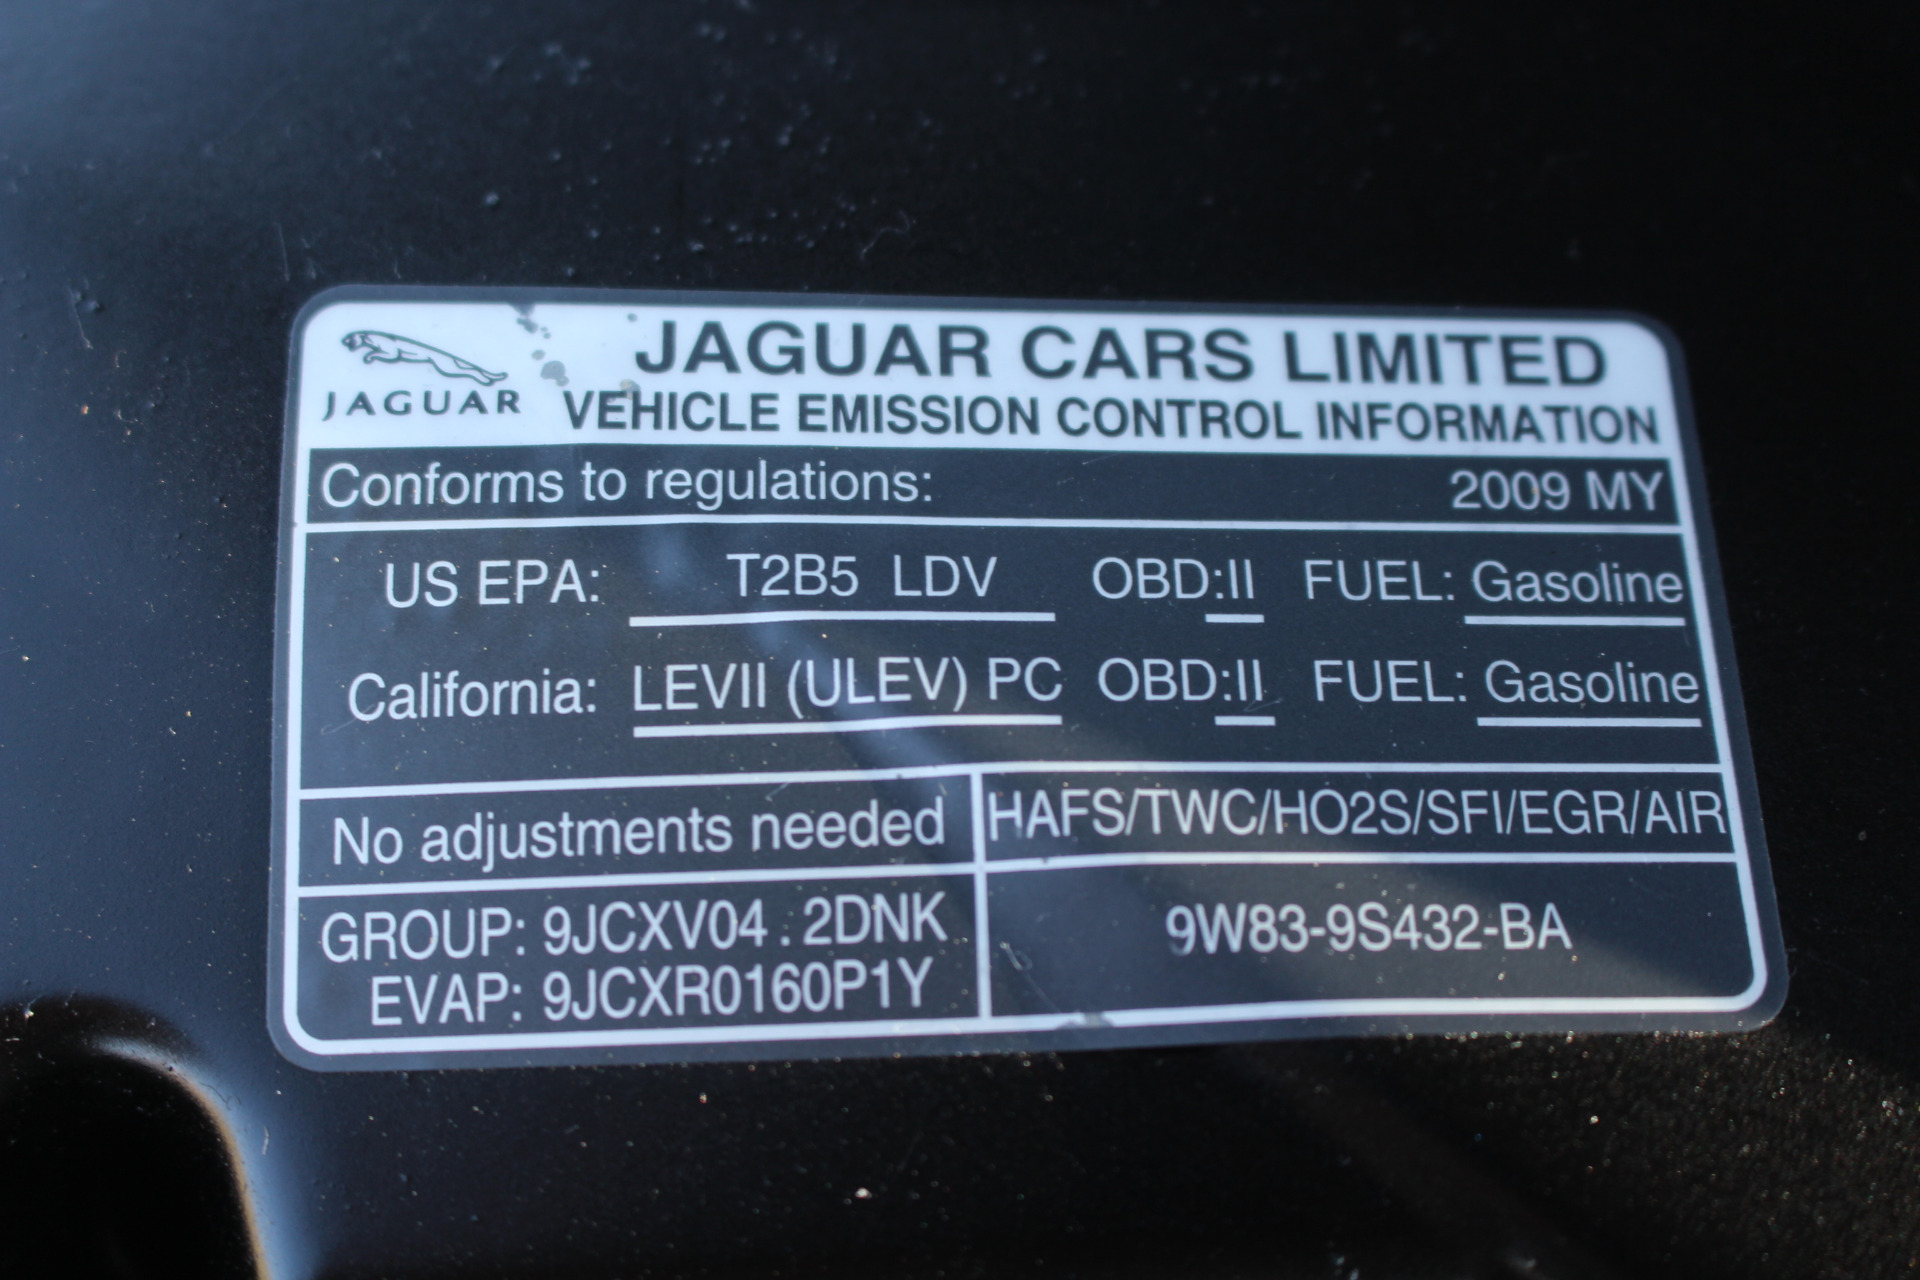 JAGUAR
JAGUAR CARS LIMITED
VEHICLE EMISSION CONTROL INFORMATION
Conforms to regulations: 2009 MY
US EPA: T2B5 LDV OBD:II FUEL: Gasoline
California: LEVII (ULEV) PC OBD:II FUEL: Gasoline
No adjustments needed HAFS/TWC/HO2S/SFI/EGR/AIR
GROUP: 9JCXV04.2DNK
EVAP: 9JCXR0160P1Y
9W83-9S432-BA